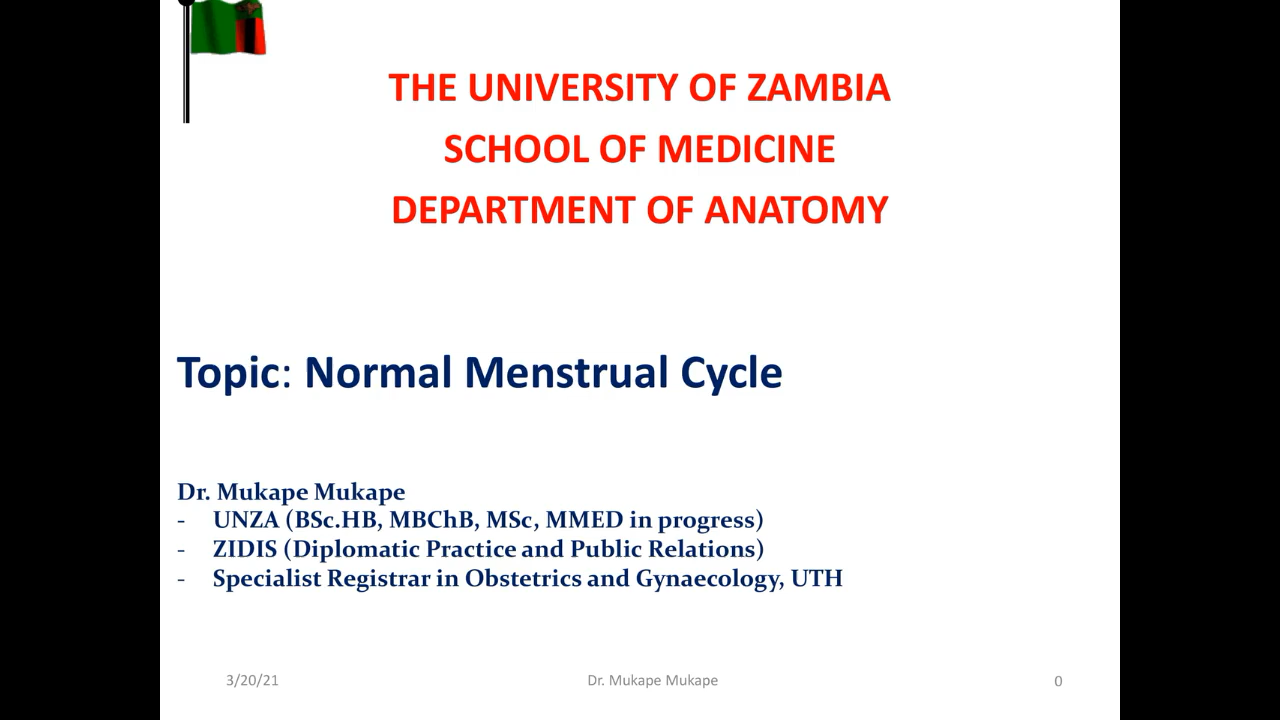 THE UNIVERSITY OF ZAMBIA
SCHOOL OF MEDICINE
DEPARTMENT OF ANATOMY
Topic: Normal Menstrual Cycle
Dr. Mukape Mukape
- UNZA (BSc.HB, MBChB, MSc, MMED in progress)
- ZIDIS (Diplomatic Practice and Public Relations)
- Specialist Registrar in Obstetrics and Gynaecology, UTH
3/20/21 Dr. Mukape Mukape 0